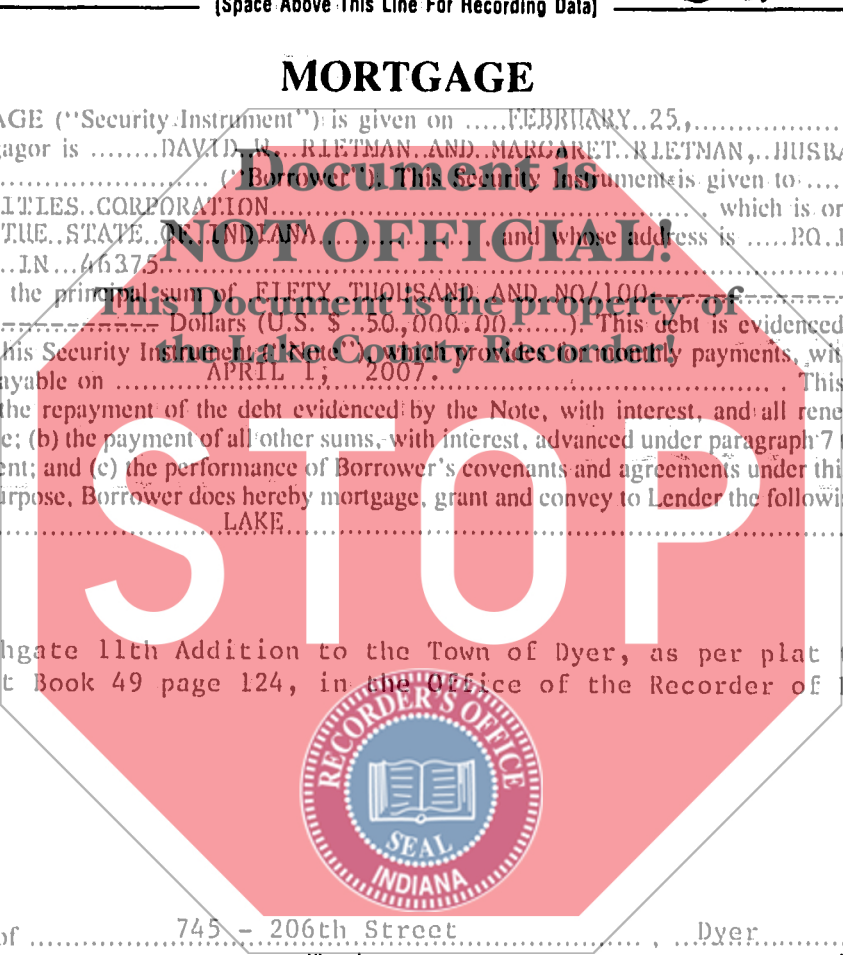 [Space Above This Line For Recording Data]
MORTGAGE
AGE ("Security Instrument") is given on ..... FEBRUARY 25, ....................
gagor is ........ DAVID RIETMAN AND MARGARET RIETMAN, HUSBA
........................ ("Borrower"). This Security Instrument is given to ....
ITIES CORPORATION ........................................ , which is or
THE STATE OF INDIANA .................... , and whose address is ..... PO
.. IN 46375 ........................................
the principal sum of FIFTY THOUSAND AND NO/100 --------------------
-------------------- Dollars (U.S. $ 50,000.00 ......). This debt is evidenced
his Security Instrument ("Note"), which provides for monthly payments, wit
ayable on ............ APRIL 1, 2007. ........................................ This
the repayment of the debt evidenced by the Note, with interest, and all rene
e; (b) the payment of all other sums, with interest, advanced under paragraph 7
ent; and (c) the performance of Borrower's covenants and agreements under thi
urpose, Borrower does hereby mortgage, grant and convey to Lender the followi
........................ LAKE ........................................
hgate 11th Addition to the Town of Dyer, as per plat
t Book 49 page 124, in the Office of the Recorder of
of .................... 745 - 206th Street .................... , ... Dyer ............
Document is
NOT OFFICIAL!
This Document is the property of
the Lake County Recorder!
STOP
RECORDER'S OFFICE
SEAL
INDIANA